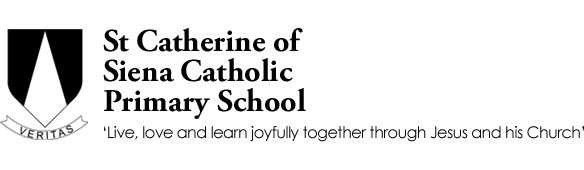 St Catherine of
Siena Catholic
Primary School
'Live, love and learn joyfully together through Jesus and his Church'
VERITAS